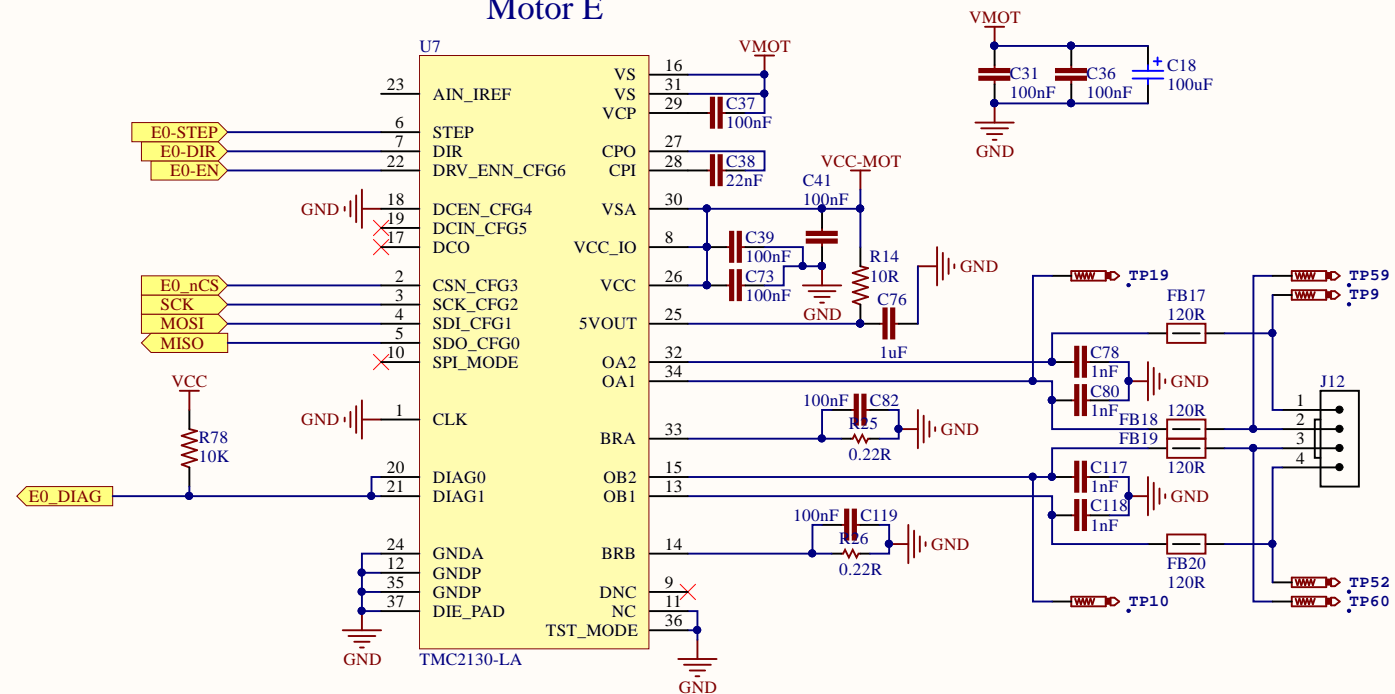 Motor E
U7
TMC2130-LA
23 AIN_IREF
6 STEP
7 DIR
22 DRV_ENN_CFG6
18 DCEN_CFG4
19 DCIN_CFG5
17 DCO
2 CSN_CFG3
3 SCK_CFG2
4 SDI_CFG1
5 SDO_CFG0
10 SPI_MODE
1 CLK
20 DIAG0
21 DIAG1
24 GNDA
12 GNDP
35 GNDP
37 DIE_PAD
VS 16
VS 31
VCP 29
CPO 27
CPI 28
VSA 30
VCC_IO 8
VCC 26
5VOUT 25
OA2 32
OA1 34
BRA 33
OB2 15
OB1 13
BRB 14
DNC 9
NC 11
TST_MODE 36
E0-STEP
E0-DIR
E0-EN
GND
E0_nCS
SCK
MOSI
MISO
VCC
GND
R78
10K
E0_DIAG
GND
VMOT
C37
100nF
C38
22nF
VCC-MOT
C41
100nF
C39
100nF
C73
100nF
GND
R14
10R
C76
1uF
GND
VMOT
C31
100nF
C36
100nF
C18
100uF
GND
TP19
TP59
TP9
FB17
120R
C78
1nF
C80
1nF
GND
100nF C82
R25
0.22R
GND
FB18 120R
FB19
120R
J12
1
2
3
4
C117
1nF
C118
1nF
GND
100nF C119
R26
0.22R
GND
FB20
120R
TP52
TP10
TP60
GND